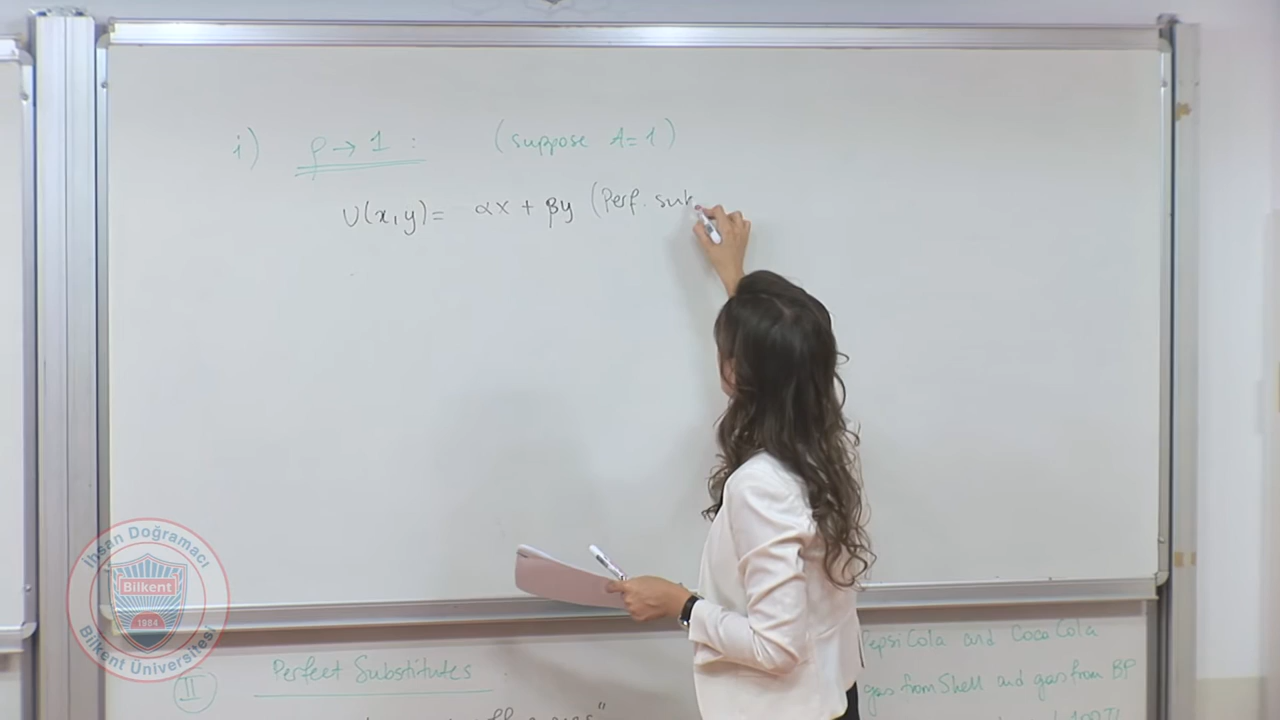 i) ρ → 1 : (suppose A=1)
U(x,y) = αx + βy (Perf. sub
II Perfect Substitutes
Pepsi Cola and Coca Cola
gas from Shell and gas from BP
İhsan Doğramacı
Bilkent
1984
Bilkent Üniversitesi